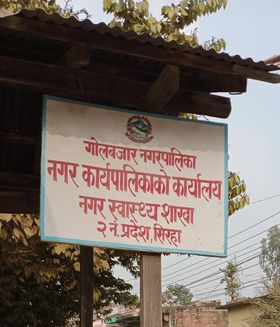 गोलबजार नगरपालिका
नगर कार्यपालिकाको कार्यालय
नगर स्वास्थ्य शाखा
२ नं. प्रदेश, सिरहा